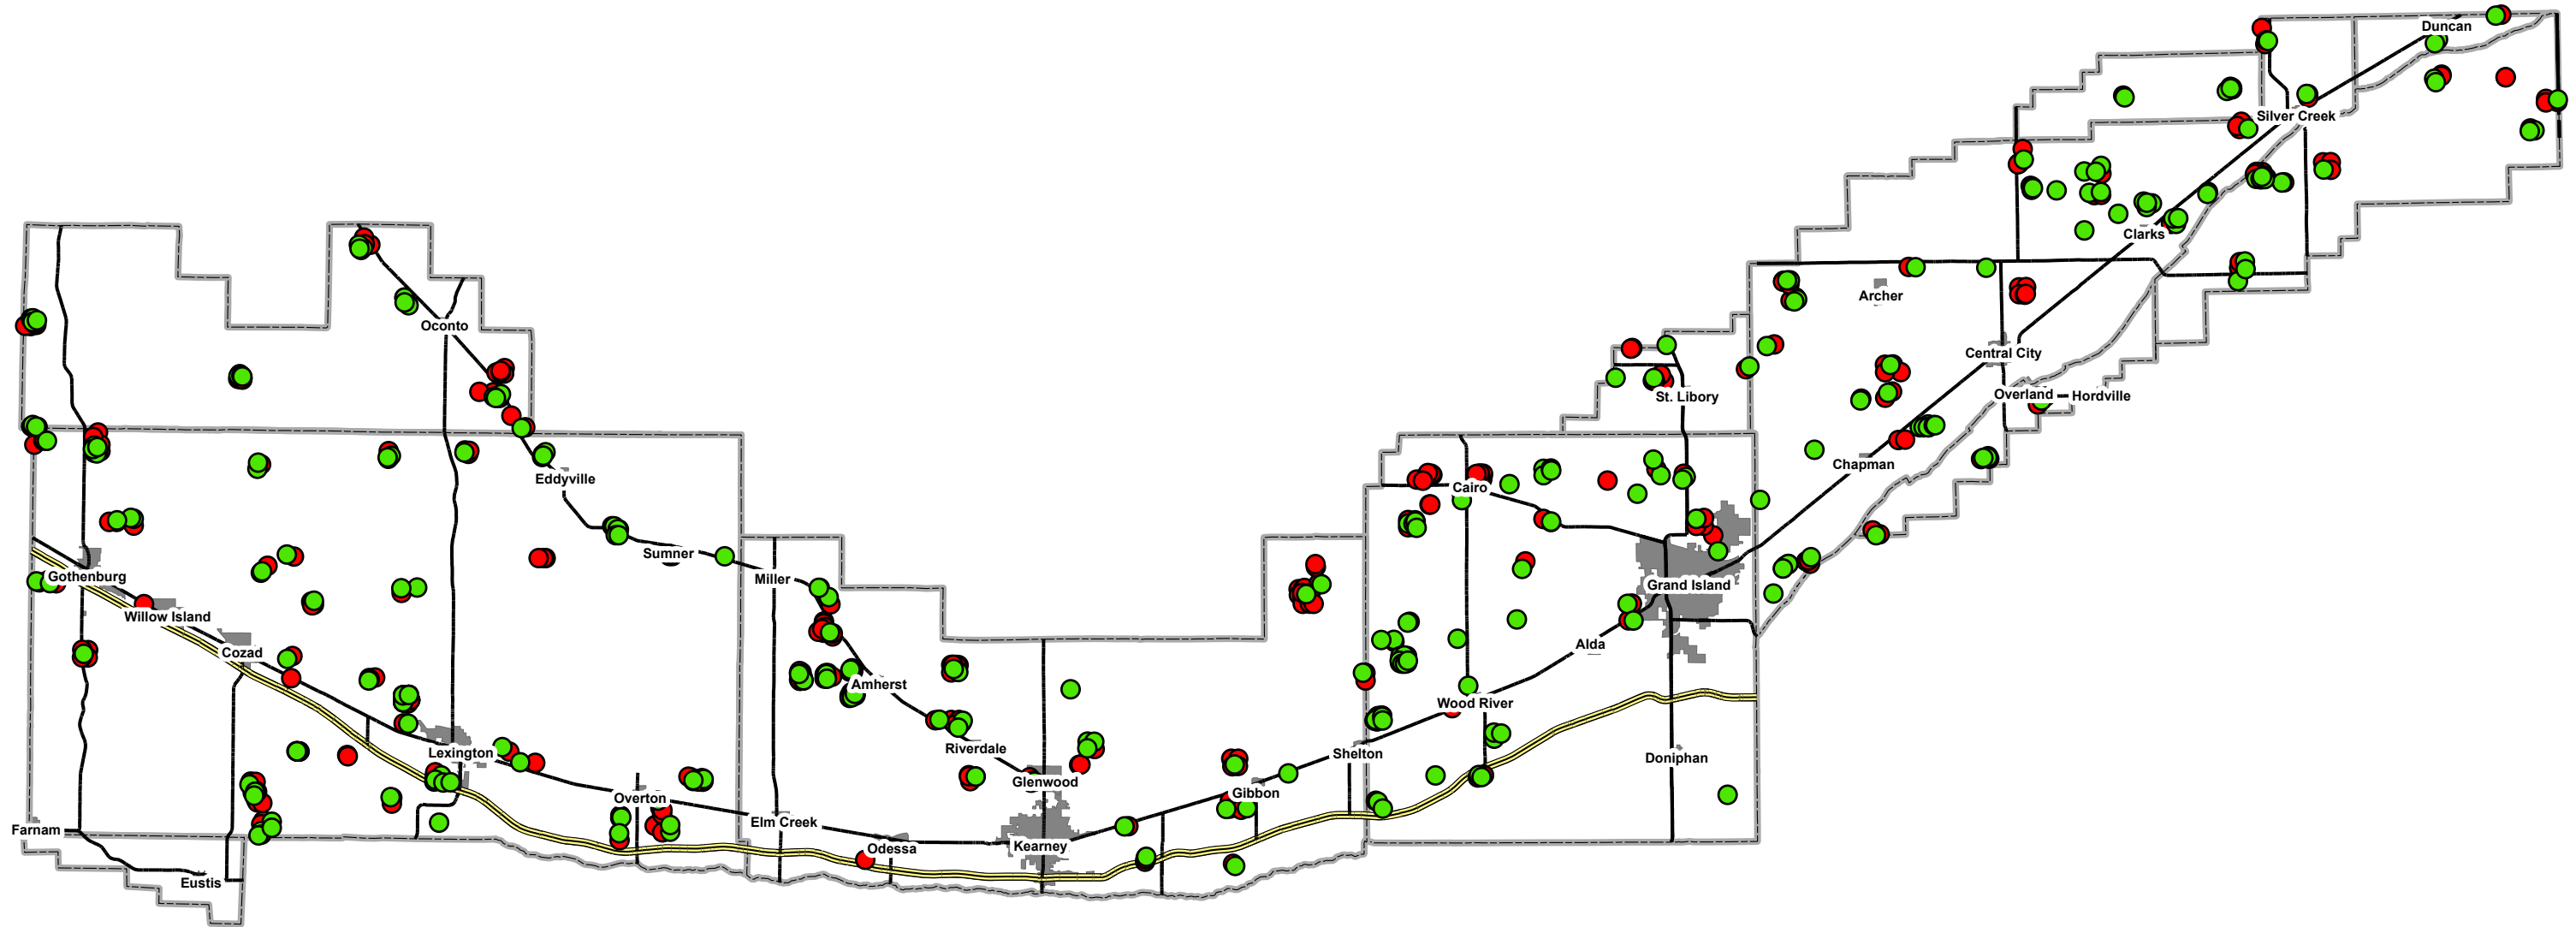 Duncan
Silver Creek
Clarks
Archer
Oconto
Central City
Overland
Hordville
St. Libory
Chapman
Eddyville
Cairo
Sumner
Gothenburg
Miller
Grand Island
Willow Island
Alda
Cozad
Amherst
Wood River
Riverdale
Lexington
Shelton
Doniphan
Glenwood
Gibbon
Overton
Elm Creek
Farnam
Kearney
Odessa
Eustis